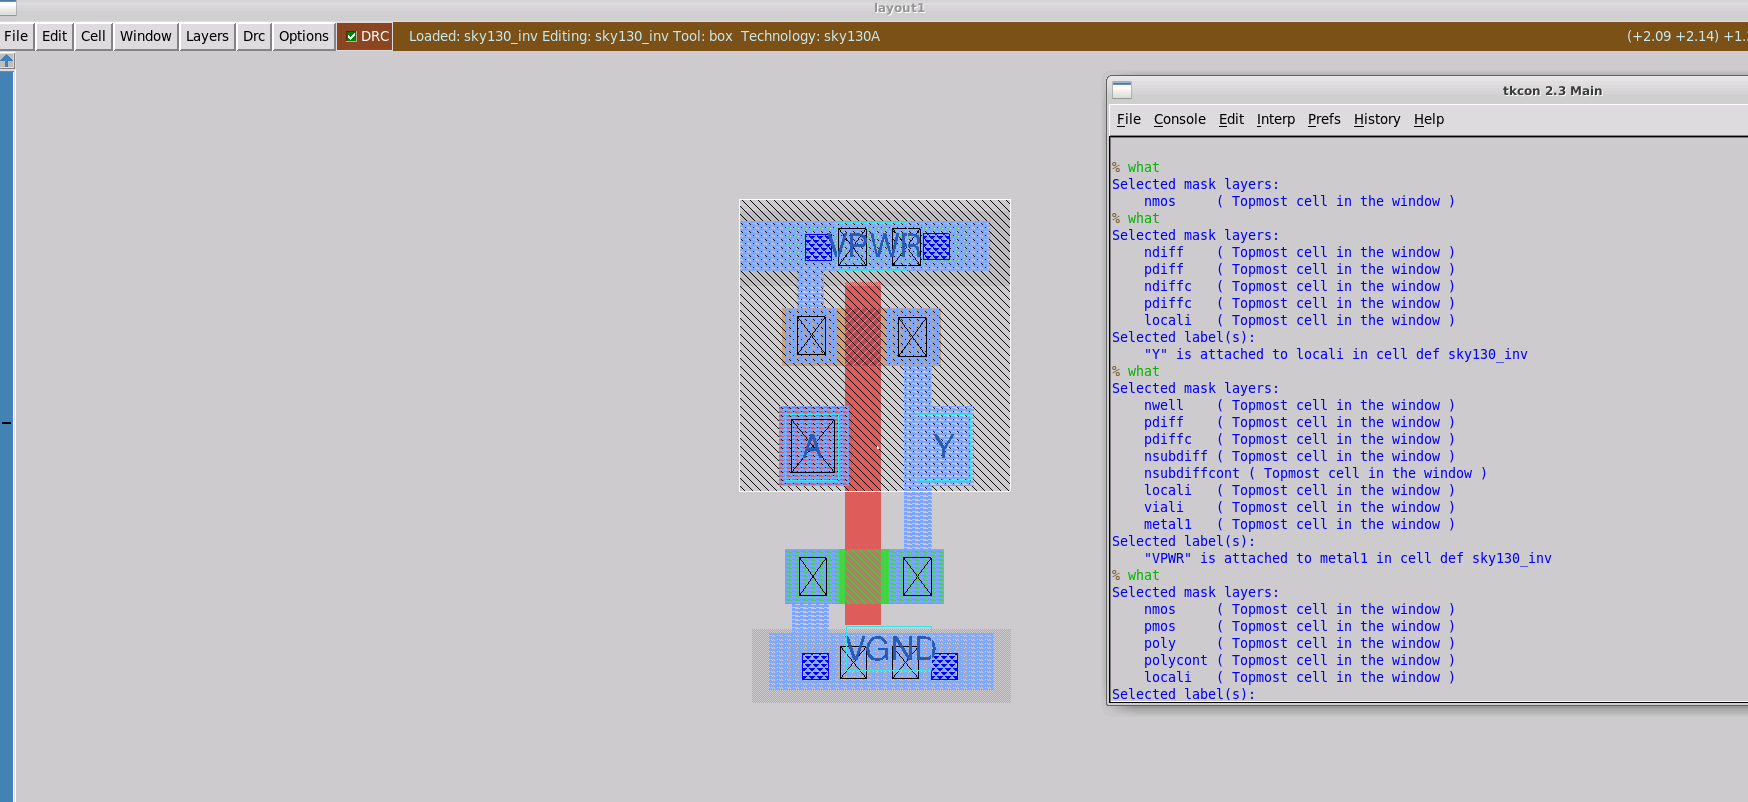 layout1
File Edit Cell Window Layers Drc Options DRC Loaded: sky130_inv Editing: sky130_inv Tool: box Technology: sky130A (+2.09 +2.14) +1.
VPWR
A
Y
VGND
tkcon 2.3 Main
File Console Edit Interp Prefs History Help
% what
Selected mask layers:
nmos ( Topmost cell in the window )
% what
Selected mask layers:
ndiff ( Topmost cell in the window )
pdiff ( Topmost cell in the window )
ndiffc ( Topmost cell in the window )
pdiffc ( Topmost cell in the window )
locali ( Topmost cell in the window )
Selected label(s):
"Y" is attached to locali in cell def sky130_inv
% what
Selected mask layers:
nwell ( Topmost cell in the window )
pdiff ( Topmost cell in the window )
pdiffc ( Topmost cell in the window )
nsubdiff ( Topmost cell in the window )
nsubdiffcont ( Topmost cell in the window )
locali ( Topmost cell in the window )
viali ( Topmost cell in the window )
metal1 ( Topmost cell in the window )
Selected label(s):
"VPWR" is attached to metal1 in cell def sky130_inv
% what
Selected mask layers:
nmos ( Topmost cell in the window )
pmos ( Topmost cell in the window )
poly ( Topmost cell in the window )
polycont ( Topmost cell in the window )
locali ( Topmost cell in the window )
Selected label(s):